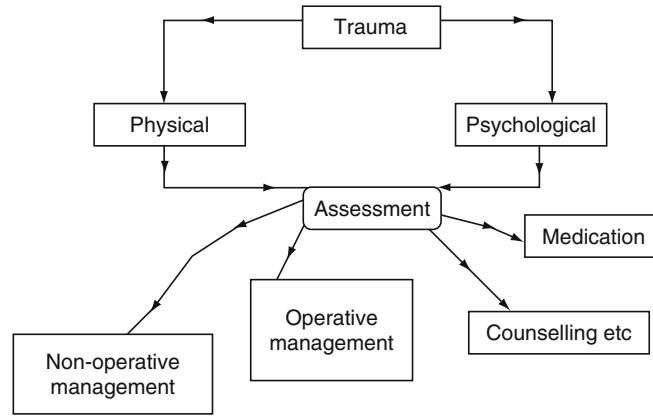 Trauma
Physical
Psychological
Assessment
Medication
Operative
management
Counselling etc
Non-operative
management